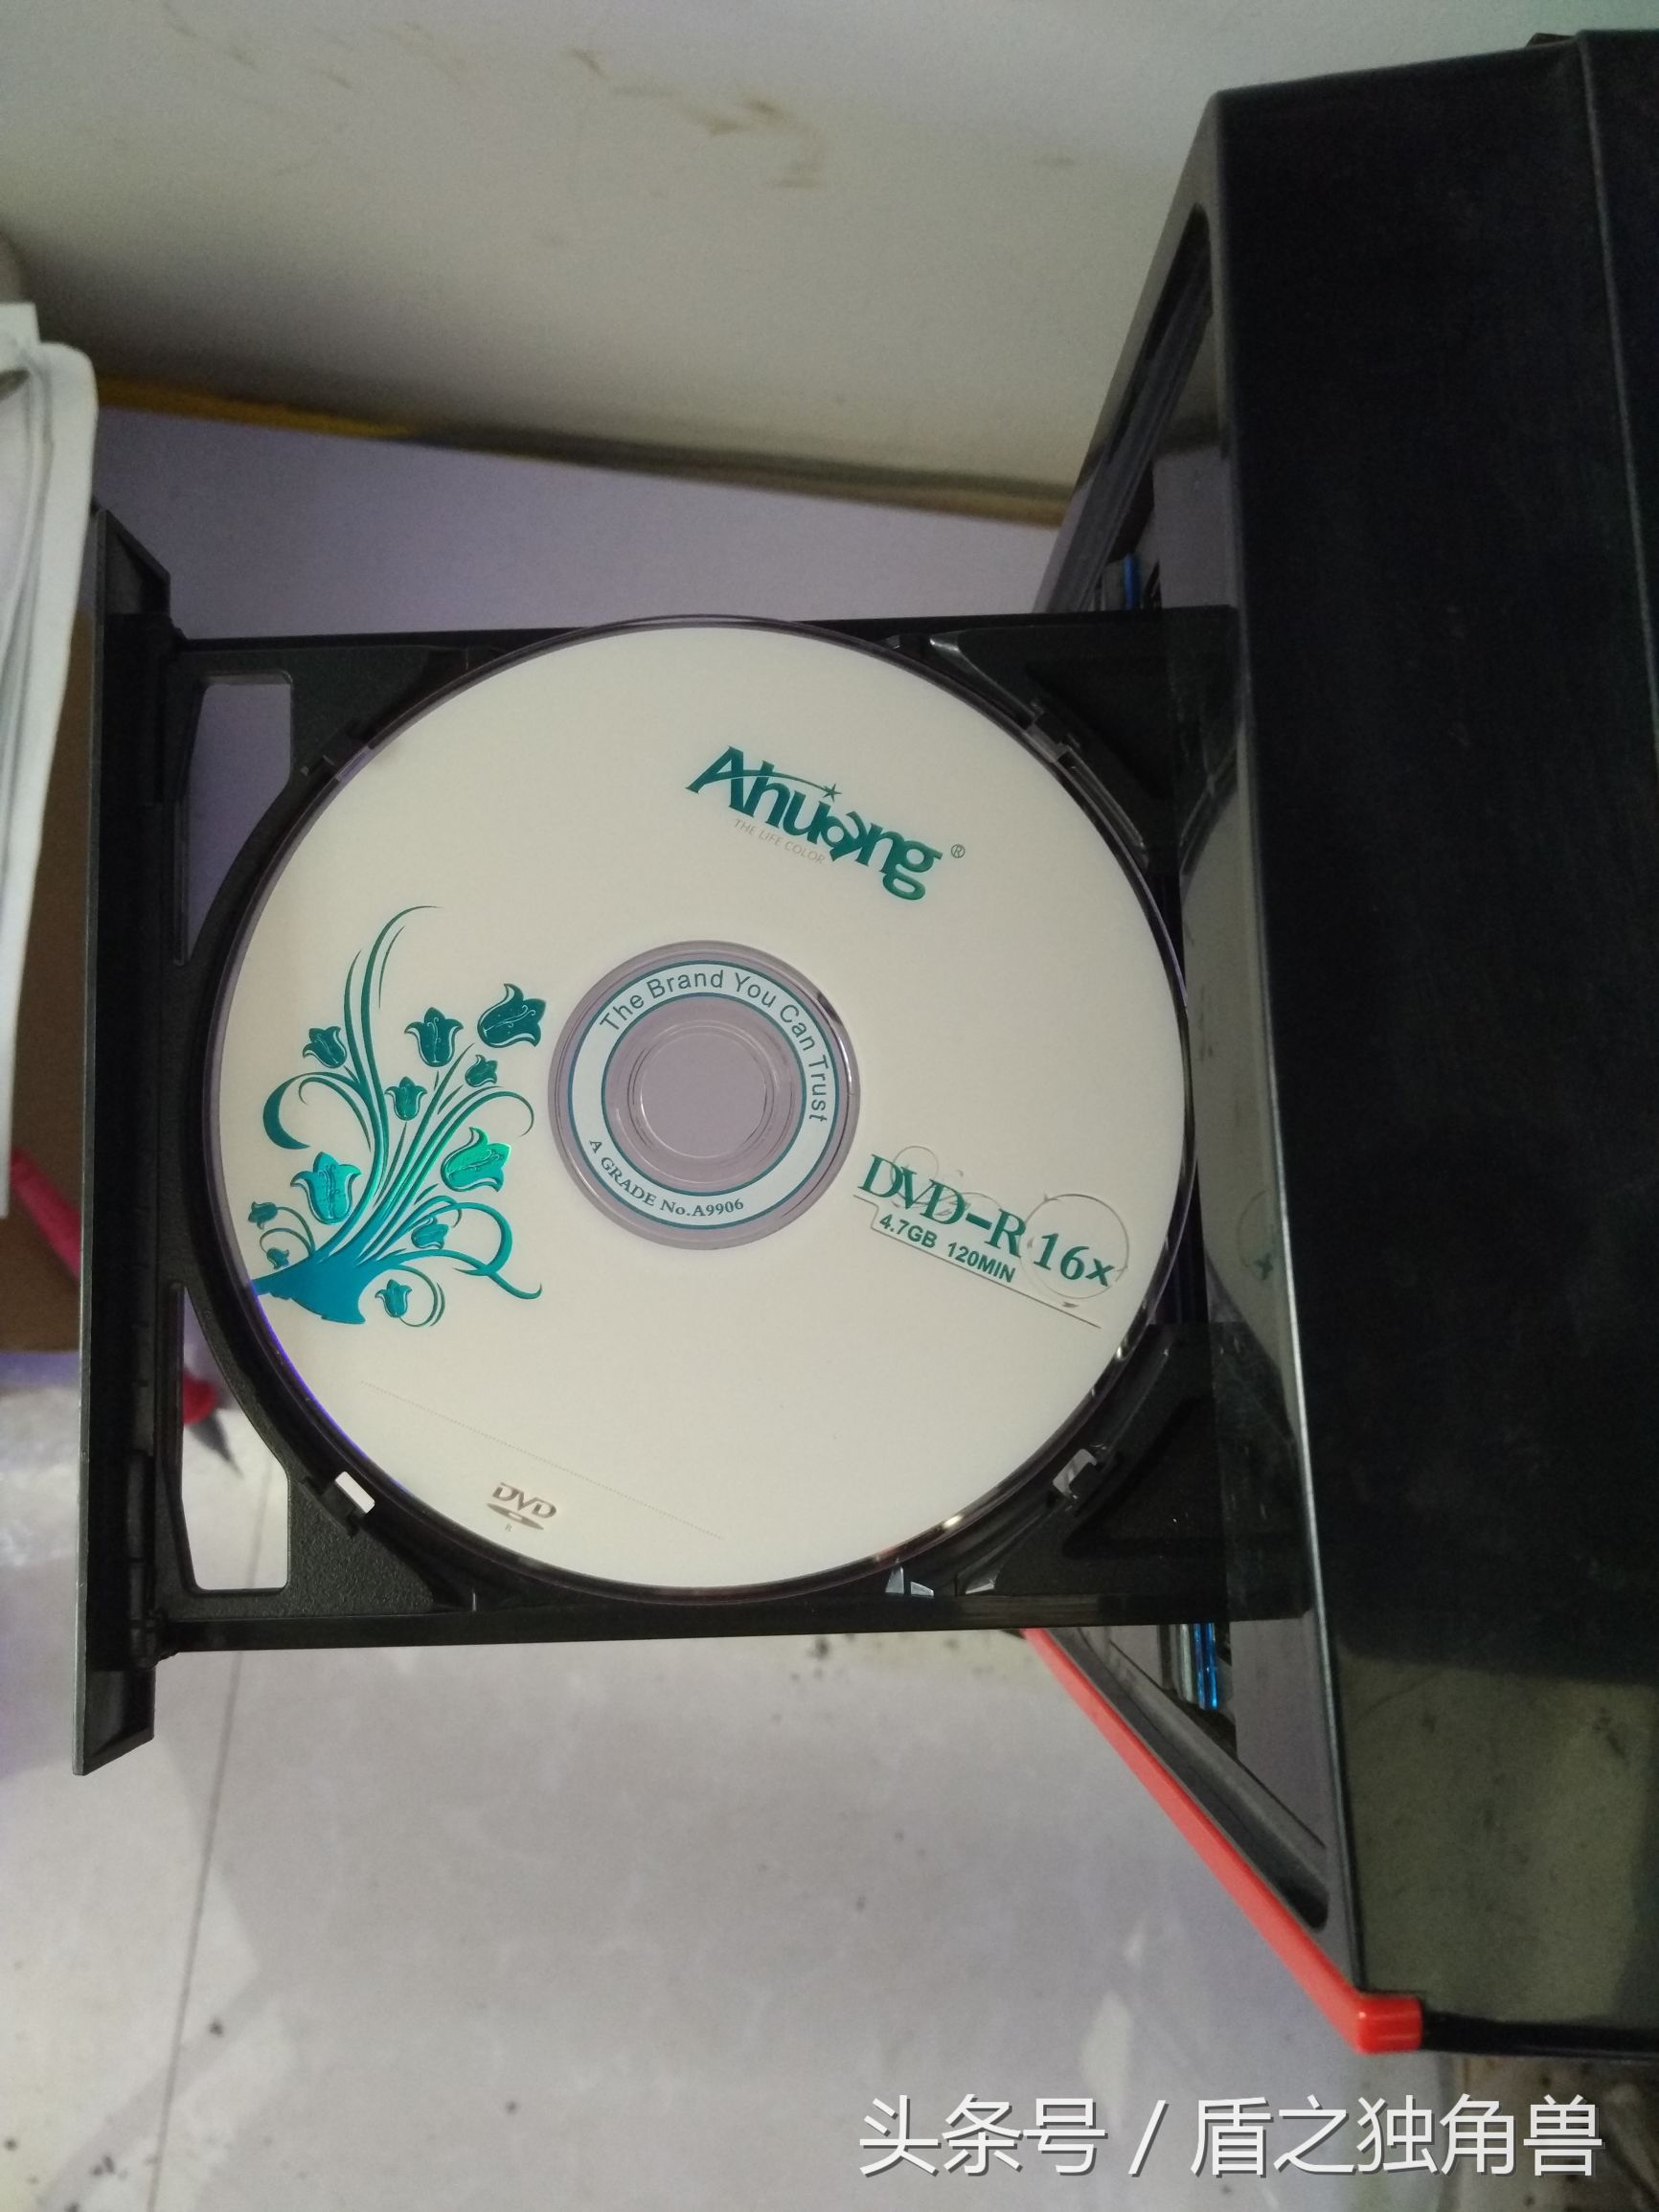 Ahuang®
THE LIFE COLOR
The Brand You Can Trust
A GRADE No.A9906
DVD-R 16x
4.7GB 120MIN
DVD
R
头条号 / 盾之独角兽